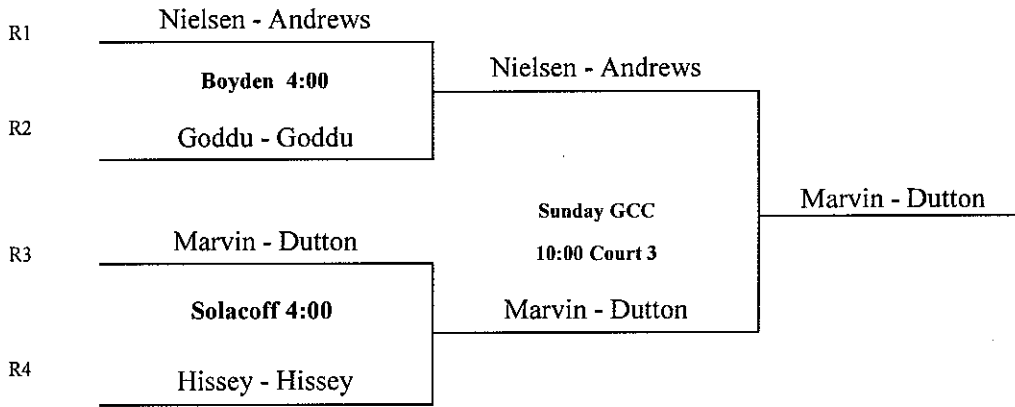 R1
Nielsen - Andrews
Boyden 4:00
R2
Goddu - Goddu
Nielsen - Andrews
R3
Marvin - Dutton
Solacoff 4:00
R4
Hissey - Hissey
Marvin - Dutton
Sunday GCC
10:00 Court 3
Marvin - Dutton